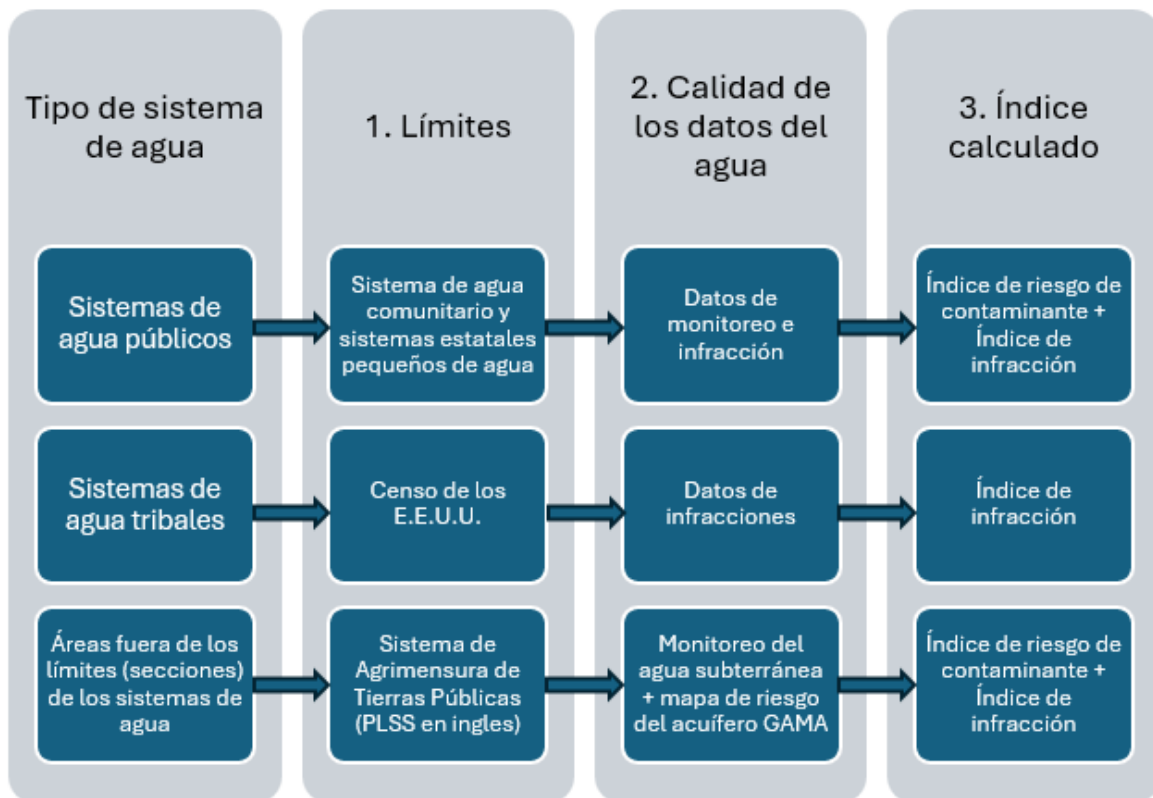 Tipo de sistema
de agua
1. Límites
2. Calidad de
los datos del
agua
3. Índice
calculado
Sistemas de
agua públicos
Sistema de agua
comunitario y
sistemas estatales
pequeños de agua
Datos de
monitoreo e
infracción
Índice de riesgo de
contaminante +
Índice de
infracción
Sistemas de
agua tribales
Censo de los
E.E.U.U.
Datos de
infracciones
Índice de
infracción
Áreas fuera de los
límites (secciones)
de los sistemas de
agua
Sistema de
Agrimensura de
Tierras Públicas
(PLSS en ingles)
Monitoreo del
agua subterránea
+ mapa de riesgo
del acuífero GAMA
Índice de riesgo de
contaminante +
Índice de
infracción